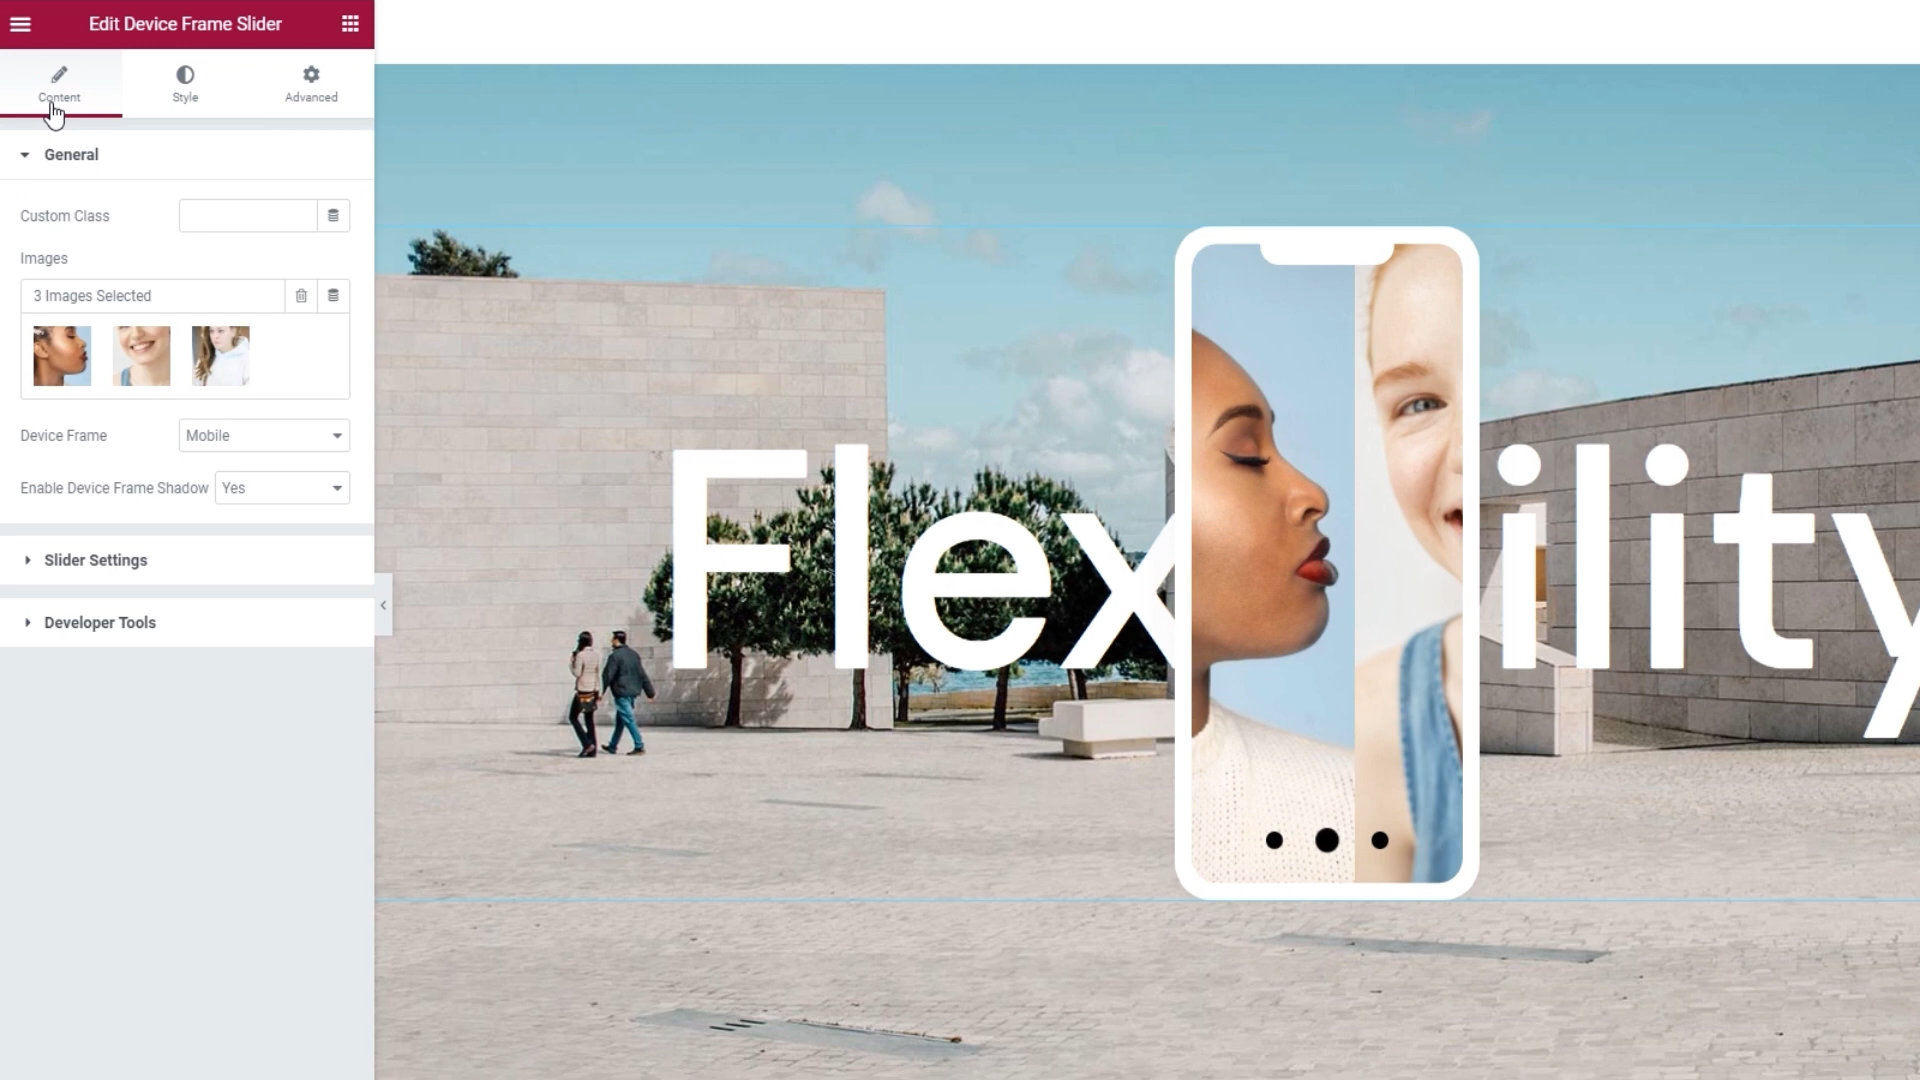 Edit Device Frame Slider
Content
Style
Advanced
General
Custom Class
Images
3 Images Selected
Device Frame
Mobile
Enable Device Frame Shadow
Yes
Slider Settings
Developer Tools
Flex ility